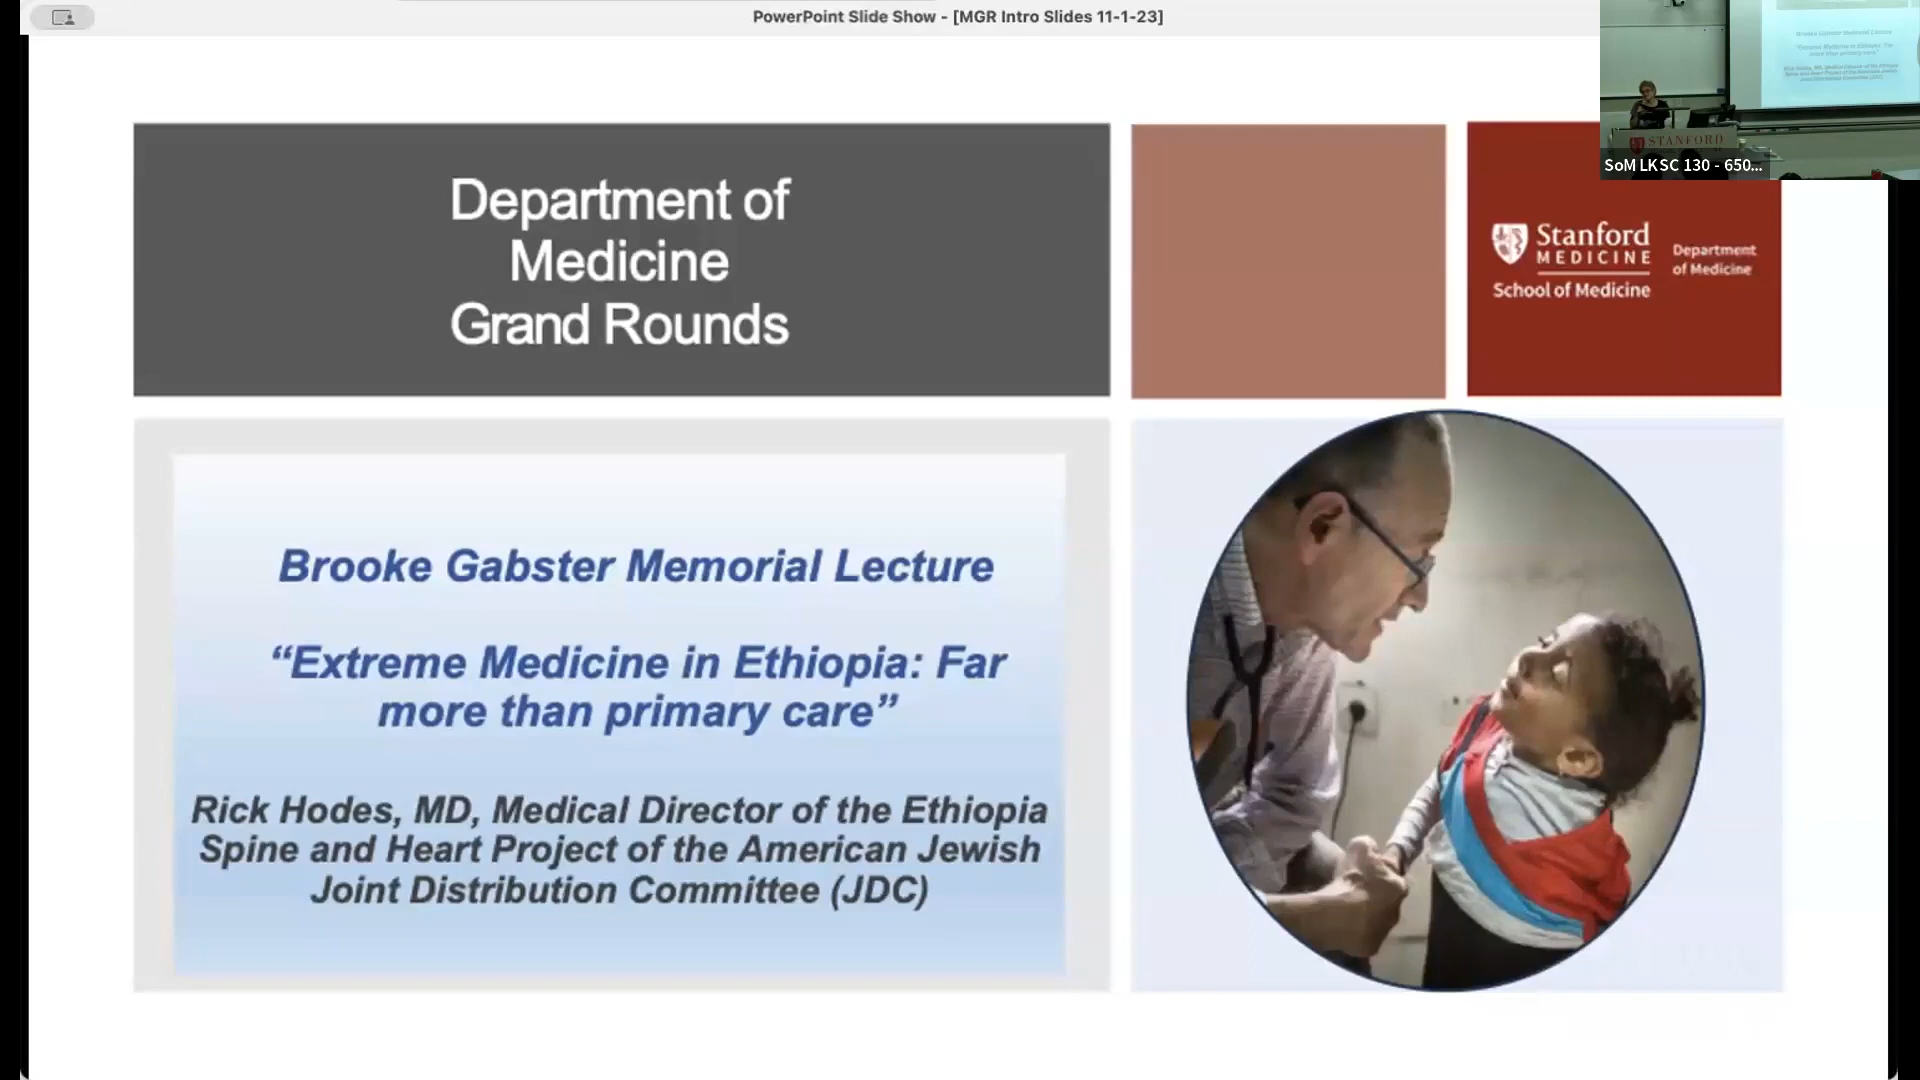 PowerPoint Slide Show - [MGR Intro Slides 11-1-23]
Department of
Medicine
Grand Rounds
Stanford
MEDICINE
School of Medicine
Department
of Medicine
SoM LKSC 130 - 650...
STANFORD
Brooke Gabster Memorial Lecture
“Extreme Medicine in Ethiopia: Far
more than primary care”
Rick Hodes, MD, Medical Director of the Ethiopia
Spine and Heart Project of the American Jewish
Joint Distribution Committee (JDC)